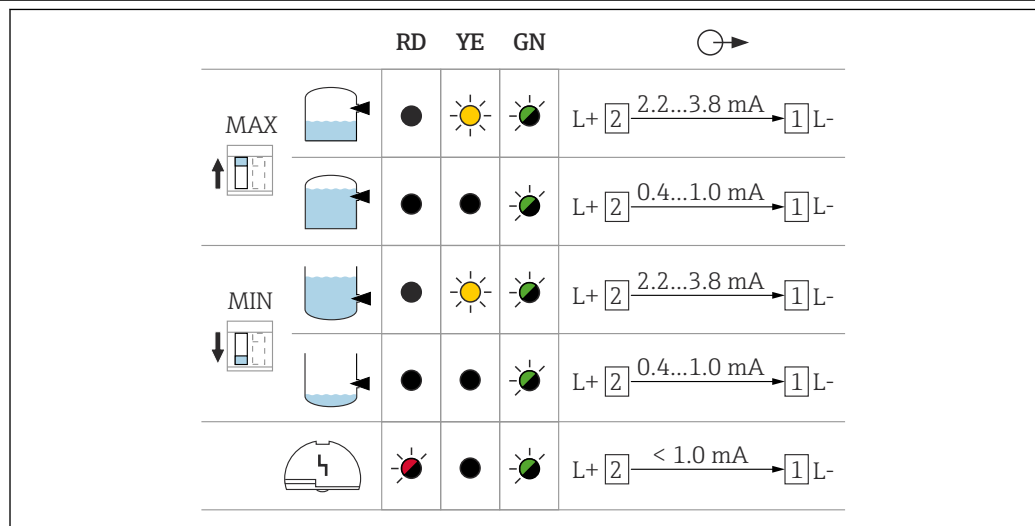 RD YE GN
MAX
L+ 2 2.2...3.8 mA 1 L-
L+ 2 0.4...1.0 mA 1 L-
MIN
L+ 2 2.2...3.8 mA 1 L-
L+ 2 0.4...1.0 mA 1 L-
L+ 2 < 1.0 mA 1 L-